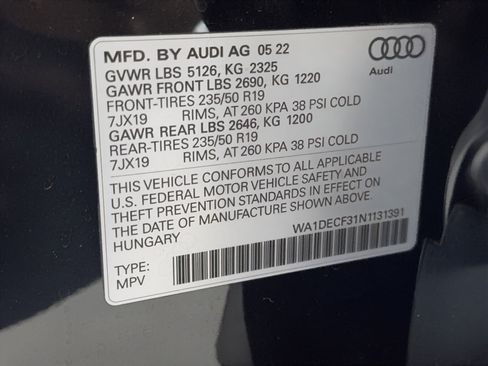 MFD. BY AUDI AG 05 22
GVWR LBS 5126, KG 2325
GAWR FRONT LBS 2690, KG 1220
FRONT-TIRES 235/50 R19
7JX19 RIMS, AT 260 KPA 38 PSI COLD
GAWR REAR LBS 2646, KG 1200
REAR-TIRES 235/50 R19
7JX19 RIMS, AT 260 KPA 38 PSI COLD
THIS VEHICLE CONFORMS TO ALL APPLICABLE
U.S. FEDERAL MOTOR VEHICLE SAFETY AND
THEFT PREVENTION STANDARDS IN EFFECT ON
THE DATE OF MANUFACTURE SHOWN ABOVE.
HUNGARY
WA1DECF31N1131391
TYPE:
MPV
Audi